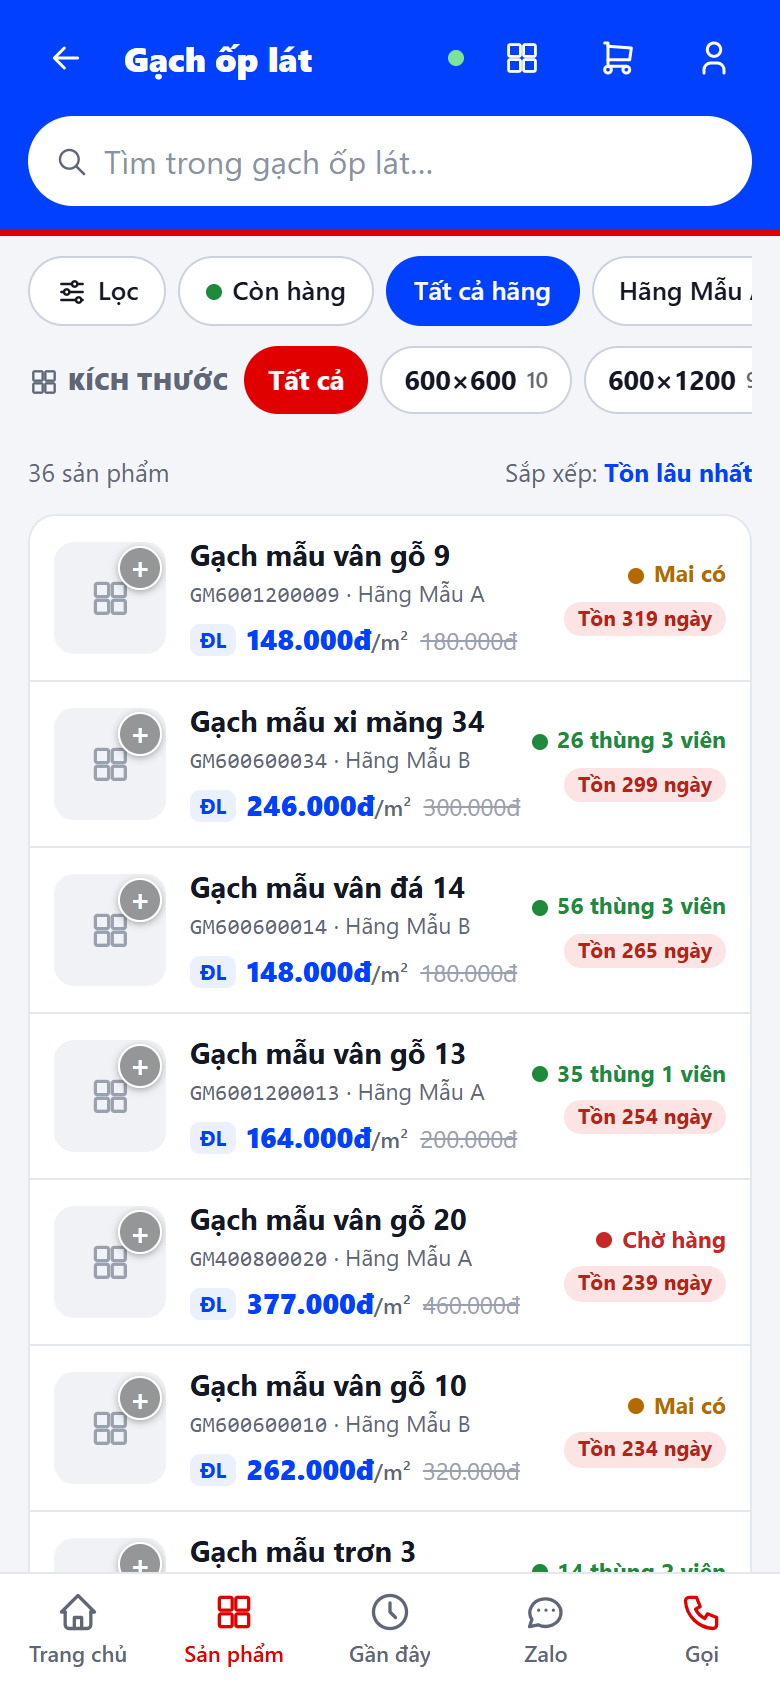 Gạch ốp lát
Tìm trong gạch ốp lát...
Lọc
Còn hàng
Tất cả hãng
Hãng Mẫu
KÍCH THƯỚC
Tất cả
600×600 10
600×1200
36 sản phẩm
Sắp xếp: Tồn lâu nhất
Gạch mẫu vân gỗ 9
GM6001200009 · Hãng Mẫu A
ĐL 148.000đ/m² 180.000đ
Mai có
Tồn 319 ngày
Gạch mẫu xi măng 34
GM600600034 · Hãng Mẫu B
ĐL 246.000đ/m² 300.000đ
26 thùng 3 viên
Tồn 299 ngày
Gạch mẫu vân đá 14
GM600600014 · Hãng Mẫu B
ĐL 148.000đ/m² 180.000đ
56 thùng 3 viên
Tồn 265 ngày
Gạch mẫu vân gỗ 13
GM6001200013 · Hãng Mẫu A
ĐL 164.000đ/m² 200.000đ
35 thùng 1 viên
Tồn 254 ngày
Gạch mẫu vân gỗ 20
GM400800020 · Hãng Mẫu A
ĐL 377.000đ/m² 460.000đ
Chờ hàng
Tồn 239 ngày
Gạch mẫu vân gỗ 10
GM600600010 · Hãng Mẫu B
ĐL 262.000đ/m² 320.000đ
Mai có
Tồn 234 ngày
Gạch mẫu trơn 3
Trang chủ
Sản phẩm
Gần đây
Zalo
Gọi